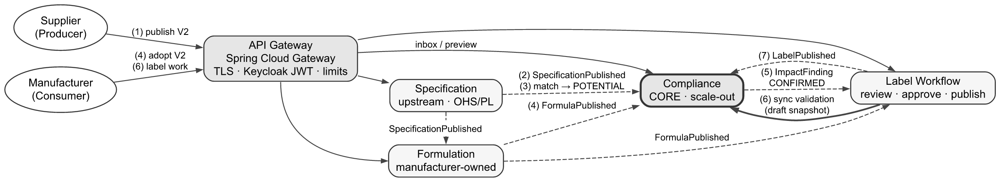 Supplier
(Producer)
(1) publish V2
(4) adopt V2
(6) label work
Manufacturer
(Consumer)
API Gateway
Spring Cloud Gateway
TLS · Keycloak JWT · limits
inbox / preview
Specification
upstream · OHS/PL
(2) SpecificationPublished
(3) match → POTENTIAL
(4) FormulaPublished
SpecificationPublished
Formulation
manufacturer-owned
Compliance
CORE · scale-out
(7) LabelPublished
(5) ImpactFinding
CONFIRMED
(6) sync validation
(draft snapshot)
FormulaPublished
Label Workflow
review · approve · publish